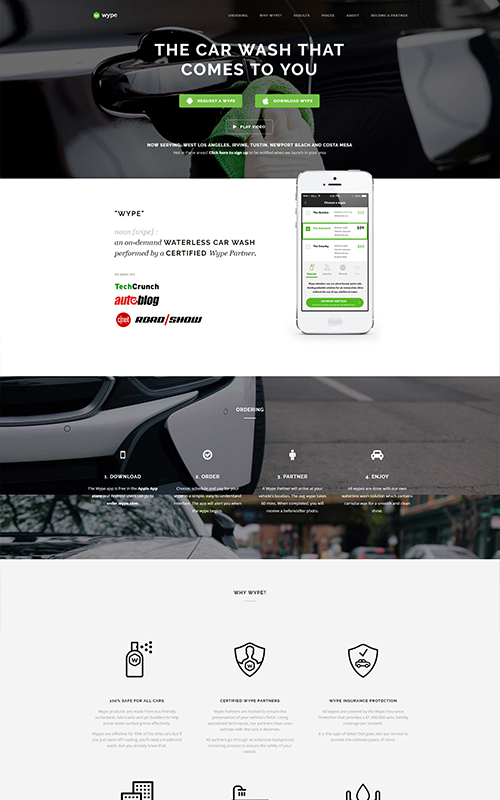 wype
ORDERING WHY WYPE? RESULTS PRICES ABOUT BECOME A PARTNER
THE CAR WASH THAT
COMES TO YOU
REQUEST A WYPE DOWNLOAD WYPE
PLAY VIDEO
NOW SERVING: WEST LOS ANGELES, IRVINE, TUSTIN, NEWPORT BEACH AND COSTA MESA
Not in these areas? Click here to sign up to be notified when we launch in your area
Choose a wype
$29
PAYMENT METHOD
"WYPE"
noun [wīpe] :
an on-demand WATERLESS CAR WASH
performed by a CERTIFIED Wype Partner.
As seen on:
TechCrunch
autoblog
c|net ROAD/SHOW
ORDERING
1. DOWNLOAD
The Wype app is free in the Apple App
store and Android users can go to
order.wype.com.
2. ORDER
Choose, schedule and pay for your
wype in a simple, easy to understand
interface. The app will alert you when
the wype begins.
3. PARTNER
A Wype Partner will arrive at your
vehicle's location. The avg wype takes
60 mins. When completed, you will
receive a before/after photo.
4. ENJOY
All wypes are done with our own
waterless wash solution which contains
carnuba wax for a smooth and clean
shine.
WHY WYPE?
W
100% SAFE FOR ALL CARS
Wype products are made from eco-friendly
surfactants, lubricants and pH builders to help
break down surface grime effectively.
Wypes are effective for 95% of the dirty cars but if
you just went off-roading, you'll need a traditional
wash. But you already knew that.
W
CERTIFIED WYPE PARTNERS
Wype Partners are trained to ensure the
preservation of your vehicle's finish. Using
specialized techniques, our partners clean your
vehicles with the care it deserves.
All partners go through an extensive background
screening process to ensure the safety of your
vehicle.
WYPE INSURANCE PROTECTION
All wypes are covered by the Wype Insurance
Protection that provides a $1,000,000 auto liability
coverage per incident.
It is this type of detail that goes into our service to
provide the ultimate peace of mind.